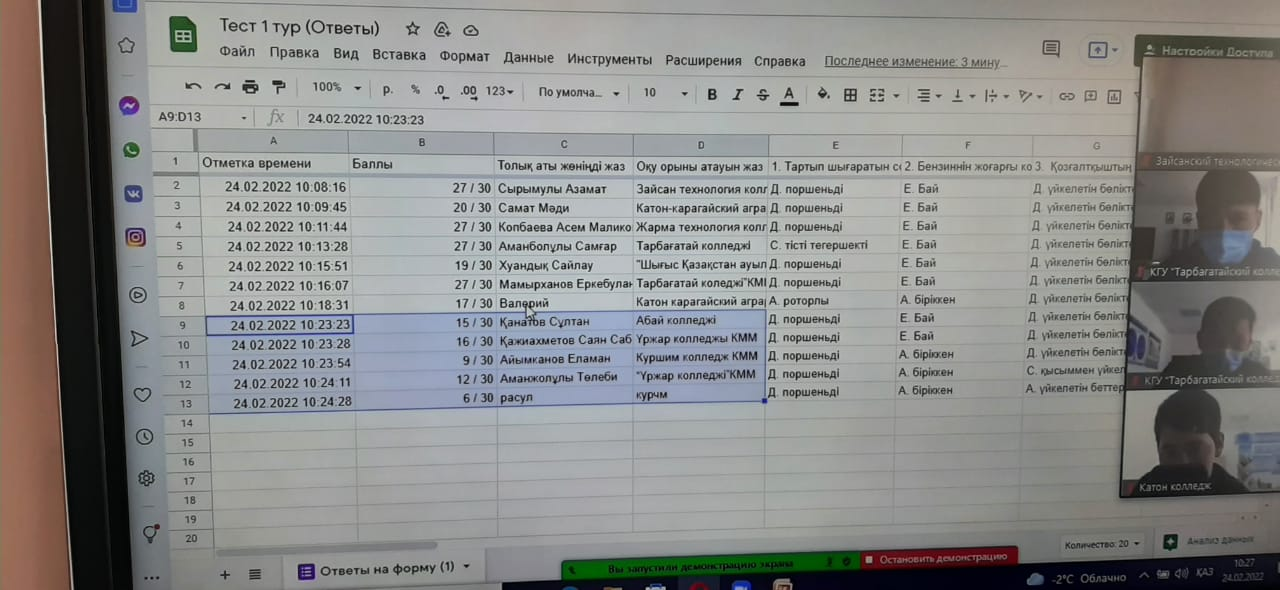 Тест 1 тур (Ответы)
Файл Правка Вид Вставка Формат Данные Инструменты Расширения Справка Последнее изменение: 3 мину...
100% р. % .0 .00 123 По умолча... 10 B I S A
A9:D13 fx 24.02.2022 10:23:23
A B C D E F G
1 Отметка времени Баллы Толық аты жөніңді жаз Оқу орыны атауын жаз 1. Тартып шығаратын со 2. Бензиннің жоғарғы ко 3. Қозғалтқыштың
2 24.02.2022 10:08:16 27 / 30 Сырымулы Азамат Зайсан технология колл Д. поршеньді Е. Бай Д. үйкелетін бөлікт
3 24.02.2022 10:09:45 20 / 30 Самат Мәди Катон-карагайский агра Д. поршеньді Е. Бай Д. үйкелетін бөлікт
4 24.02.2022 10:11:44 27 / 30 Копбаева Асем Малико Жарма технология колл Д. поршеньді Е. Бай Д. үйкелетін бөлікт
5 24.02.2022 10:13:28 27 / 30 Аманболұлы Самғар Тарбағатай колледжі С. тісті тегершекті Е. Бай Д. үйкелетін бөлікт
6 24.02.2022 10:15:51 19 / 30 Хуандық Сайлау "Шығыс Қазақстан ауыл Д. поршеньді Е. Бай Д. үйкелетін бөлікт
7 24.02.2022 10:16:07 27 / 30 Мамырханов Еркебулан Тарбағатай коледжі"КМ Д. поршеньді Е. Бай Д. үйкелетін бөлікт
8 24.02.2022 10:18:31 17 / 30 Валерий Катон карагайский агра А. роторлы А. біріккен Д. үйкелетін бөлікт
9 24.02.2022 10:23:23 15 / 30 Қанатов Сұлтан Абай колледжі Д. поршеньді Е. Бай Д. үйкелетін бөлікт
10 24.02.2022 10:23:28 16 / 30 Қажиахметов Саян Саб Үржар колледжы КММ Д. поршеньді Е. Бай Д. үйкелетін бөлікт
11 24.02.2022 10:23:54 9 / 30 Айымканов Еламан Куршим колледж КММ Д. поршеньді А. біріккен С. қысыммен үйкел
12 24.02.2022 10:24:11 12 / 30 Аманжолұлы Төлеби "Үржар колледжі"КММ Д. поршеньді А. біріккен Д. үйкелетін бөлікт
13 24.02.2022 10:24:28 6 / 30 расул курчм Д. поршеньді А. біріккен А. үйкелетін беттер
14
15
16
17
18
19
20
Настройки Доступа
Зайсанский технологичес
КГУ "Тарбагатайский колле
КГУ "Тарбагатайский коллед
Катон колледж
Количество: 20 Анализ данных
Ответы на форму (1)
Вы запустили демонстрацию экрана Остановить демонстрацию
-2°C Облачно ҚАЗ 10:27
24.02.2022